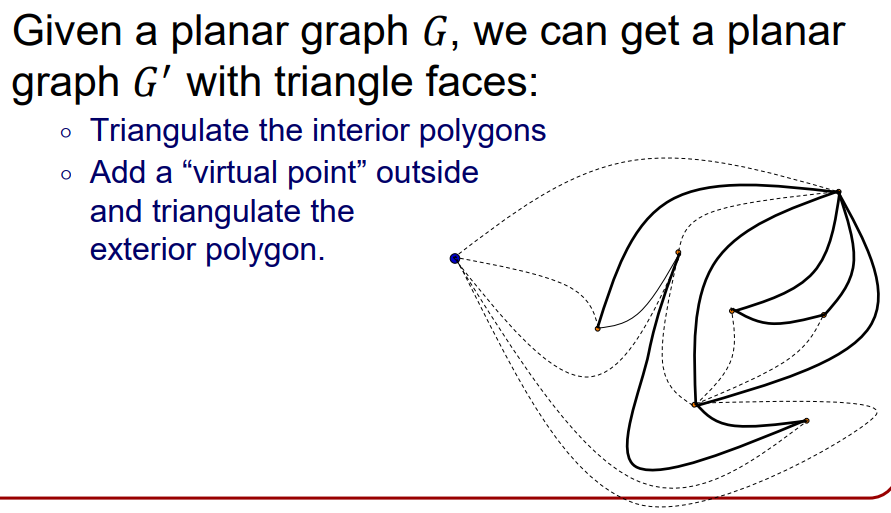 Given a planar graph G, we can get a planar
graph G′ with triangle faces:
◦ Triangulate the interior polygons
◦ Add a “virtual point” outside
and triangulate the
exterior polygon.